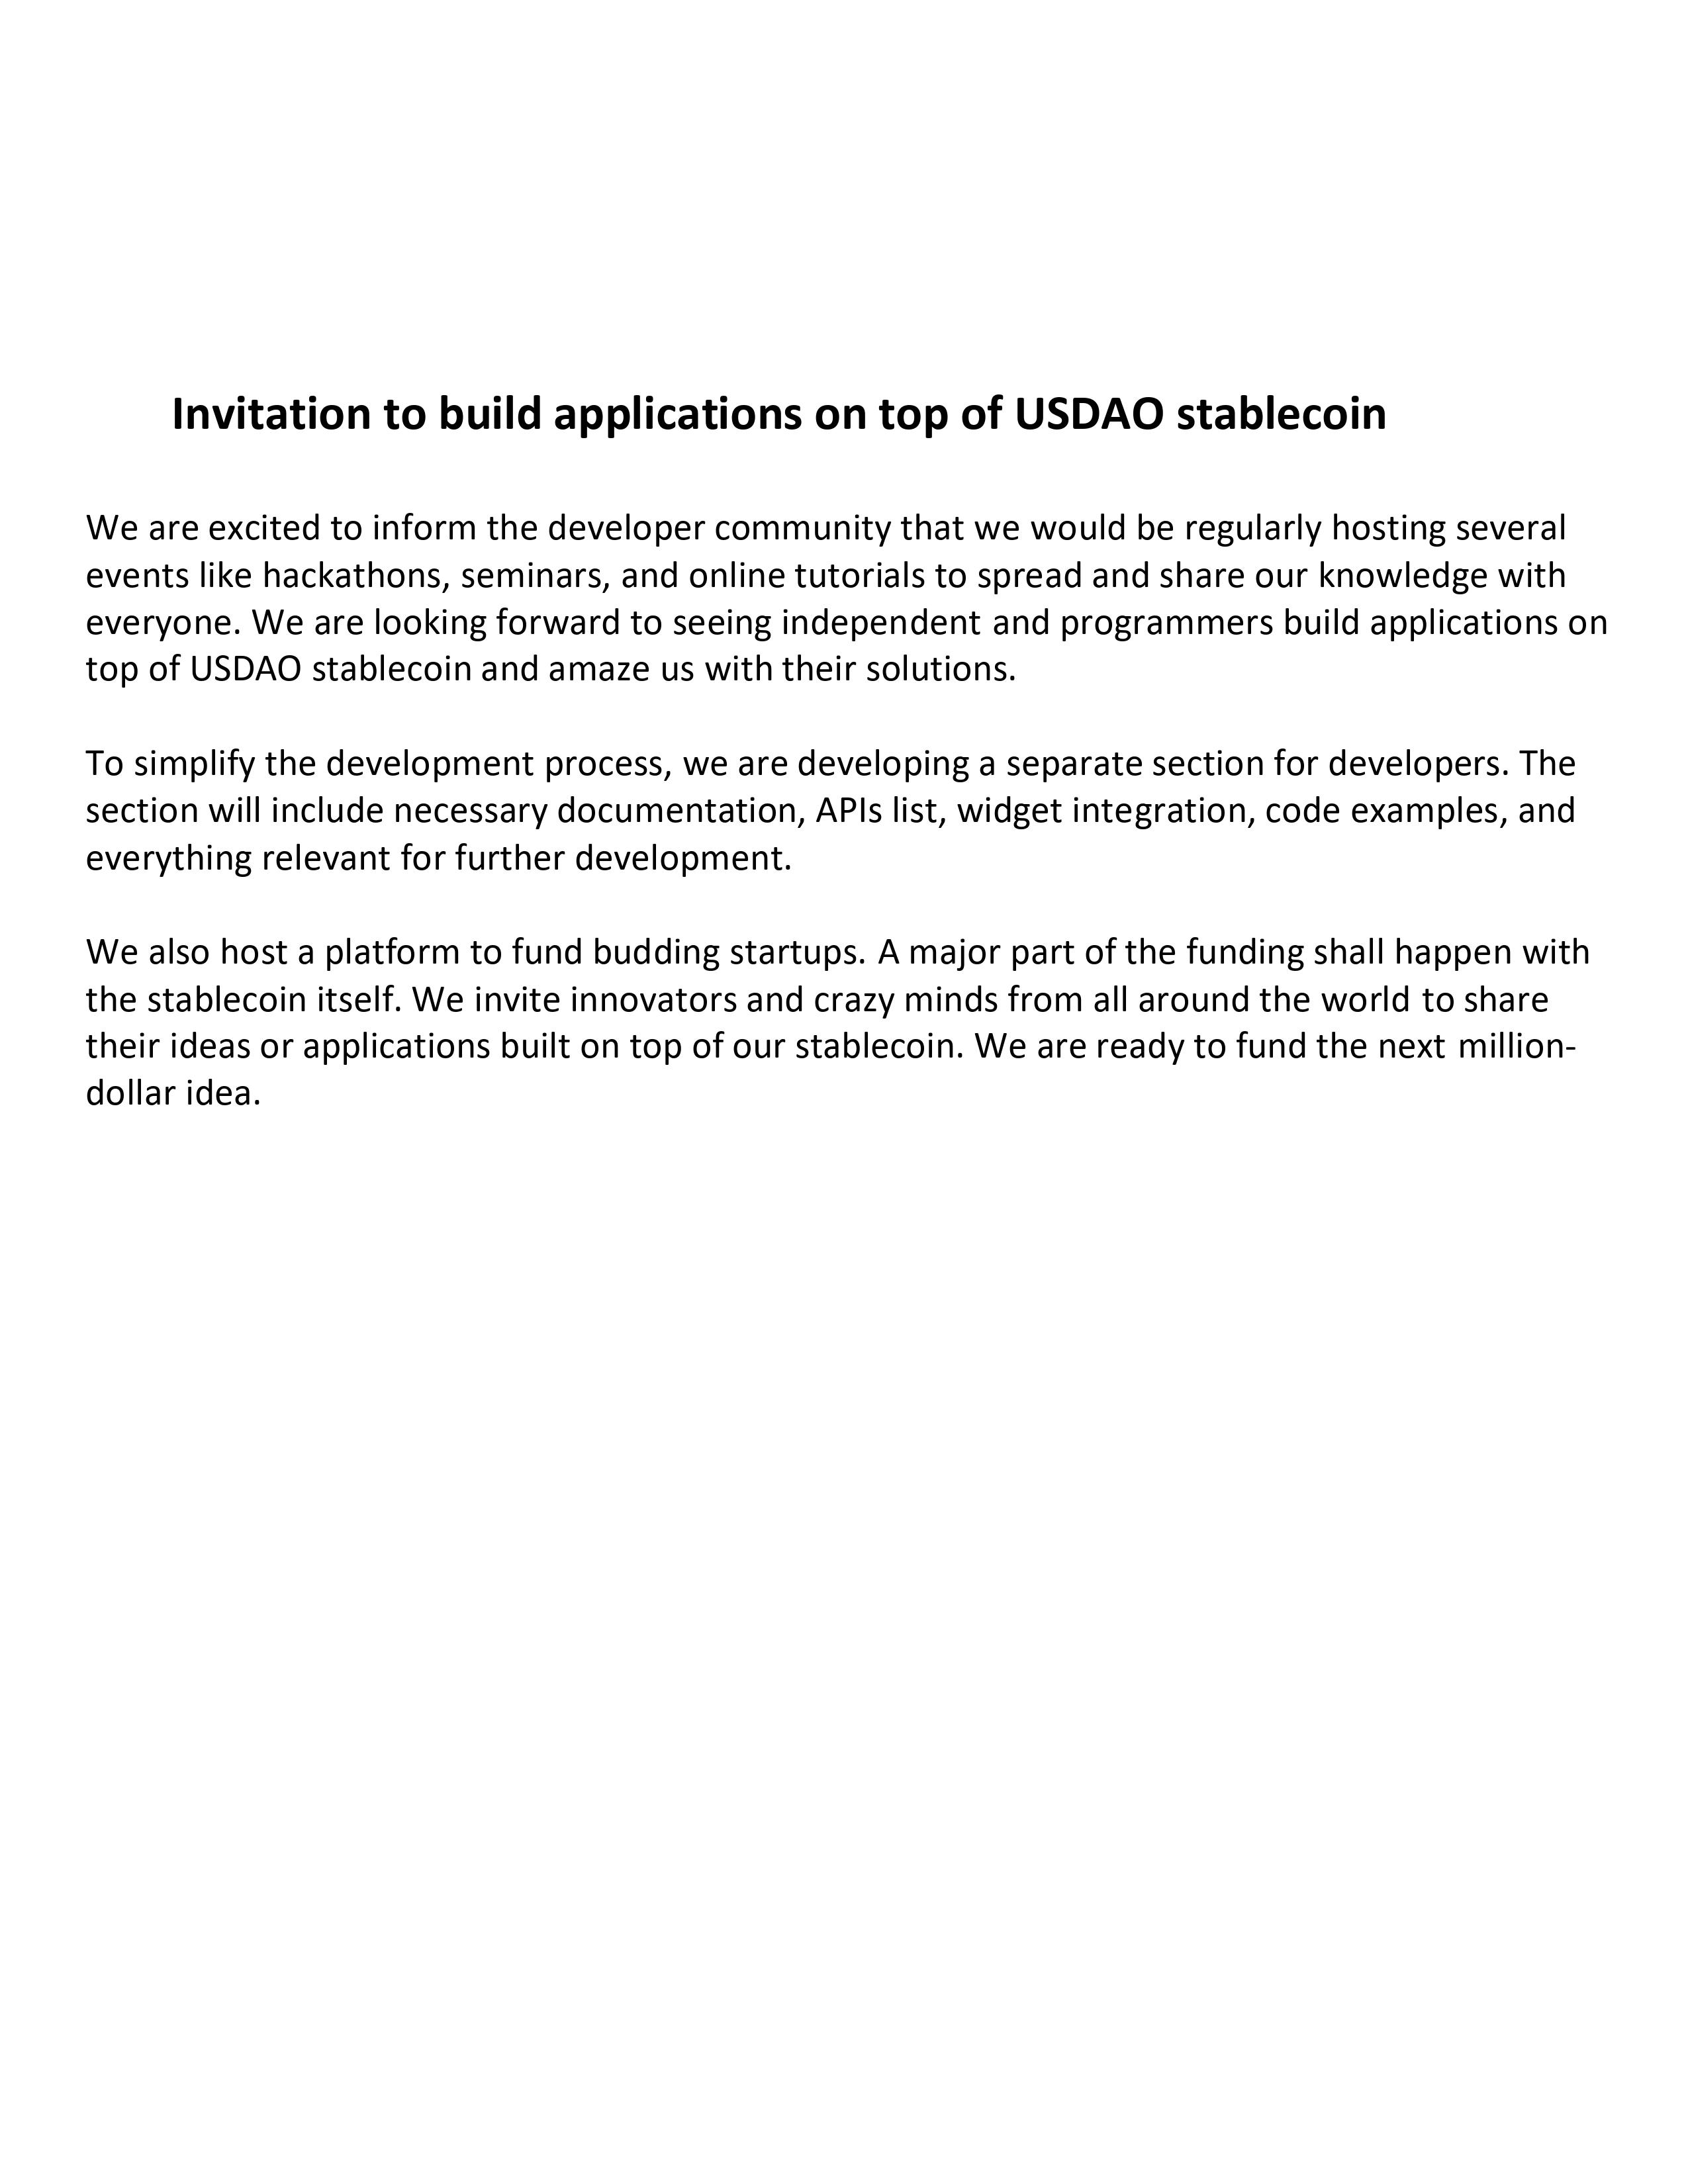 Invitation to build applications on top of USDAO stablecoin
We are excited to inform the developer community that we would be regularly hosting several
events like hackathons, seminars, and online tutorials to spread and share our knowledge with
everyone. We are looking forward to seeing independent and programmers build applications on
top of USDAO stablecoin and amaze us with their solutions.
To simplify the development process, we are developing a separate section for developers. The
section will include necessary documentation, APIs list, widget integration, code examples, and
everything relevant for further development.
We also host a platform to fund budding startups. A major part of the funding shall happen with
the stablecoin itself. We invite innovators and crazy minds from all around the world to share
their ideas or applications built on top of our stablecoin. We are ready to fund the next million-
dollar idea.